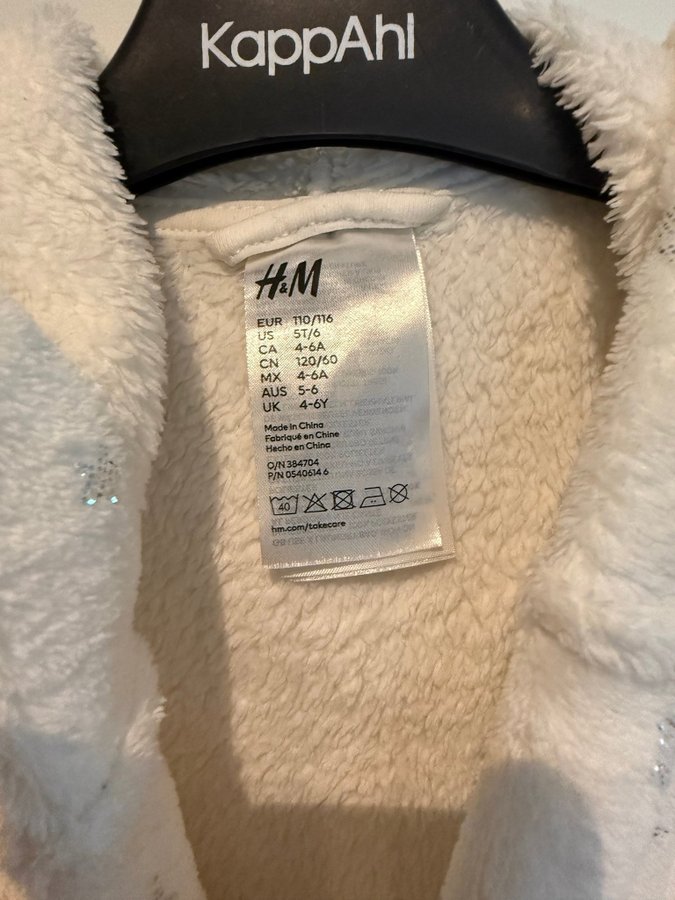 KappAhl
H&M
EUR 110/116
US 5T/6
CA 4-6A
CN 120/60
MX 4-6A
AUS 5-6
UK 4-6Y
Made in China
Fabriqué en Chine
Hecho en China
O/N 384704
P/N 0540614 6
40
hm.com/takecare